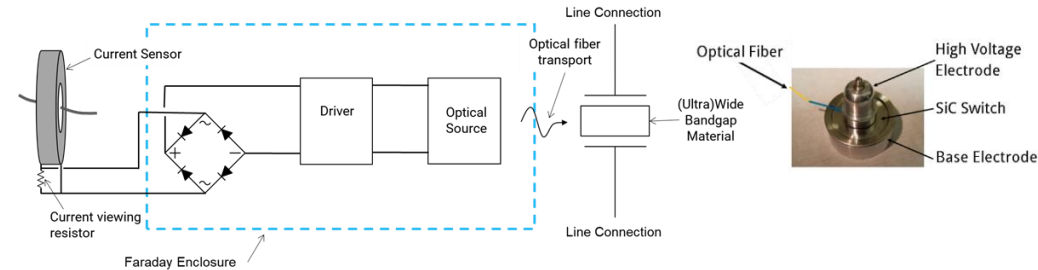 Current Sensor
Current viewing
resistor
Faraday Enclosure
+
~
−
~
Driver
Optical
Source
Optical fiber
transport
Line Connection
(Ultra)Wide
Bandgap
Material
Line Connection
Optical Fiber
High Voltage
Electrode
SiC Switch
Base Electrode